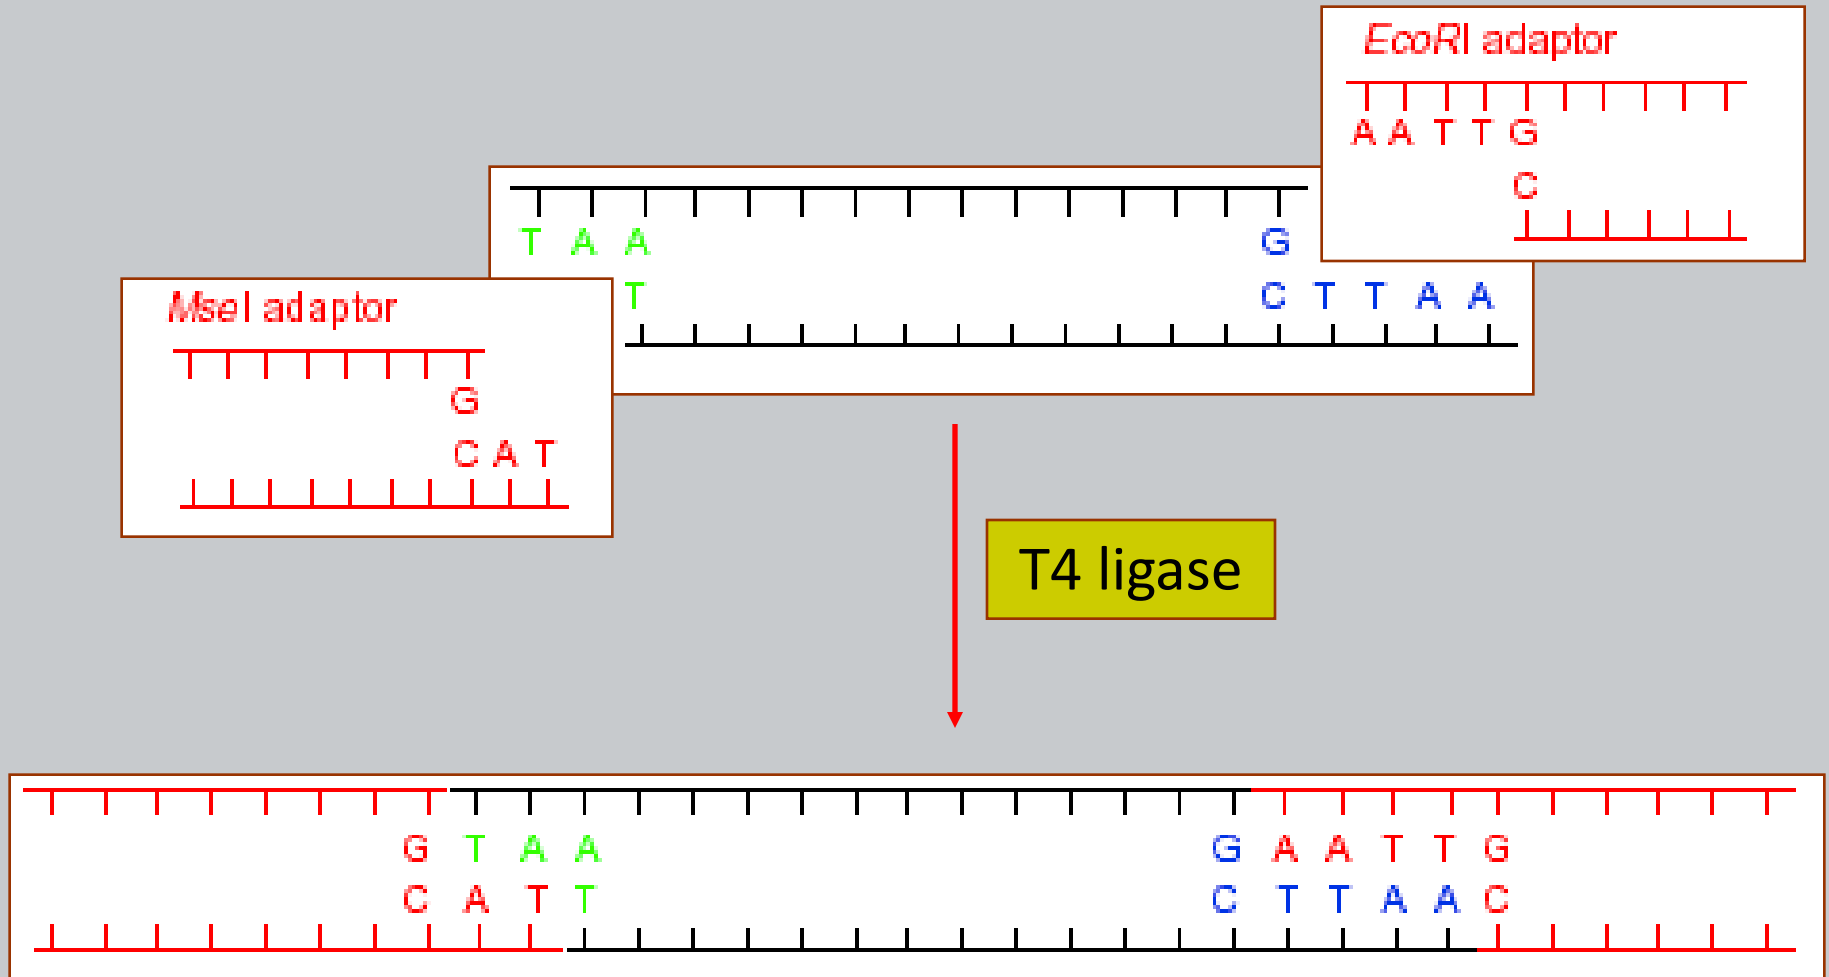 EcoRI adaptor
A A T T G
C
T A A G
T C T T A A
MseI adaptor
G
C A T
T4 ligase
G T A A G A A T T G
C A T T C T T A A C